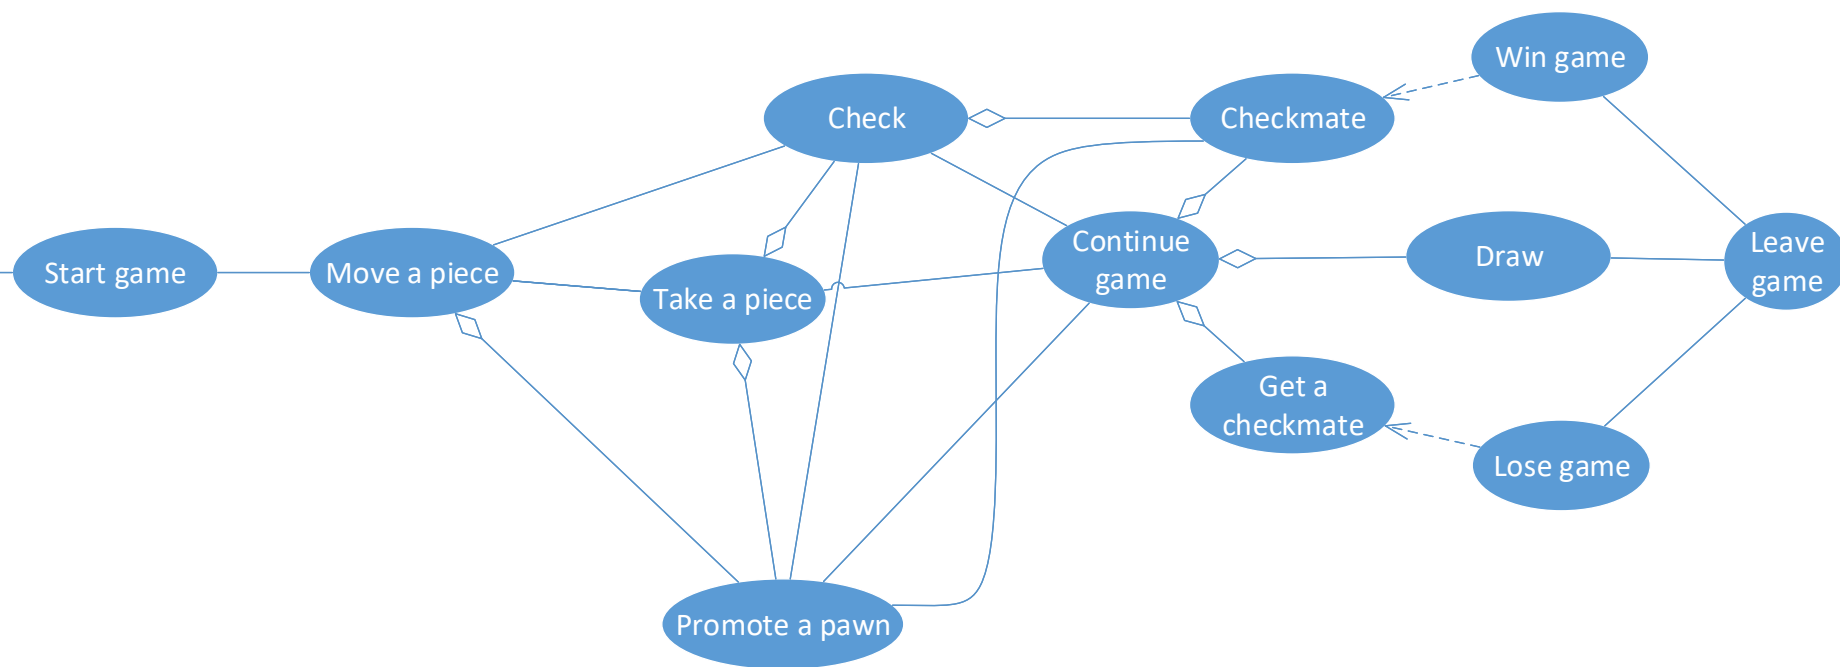 Win game
Check
Checkmate
Continue
game
Draw
Leave
game
Start game
Move a piece
Take a piece
Get a
checkmate
Lose game
Promote a pawn